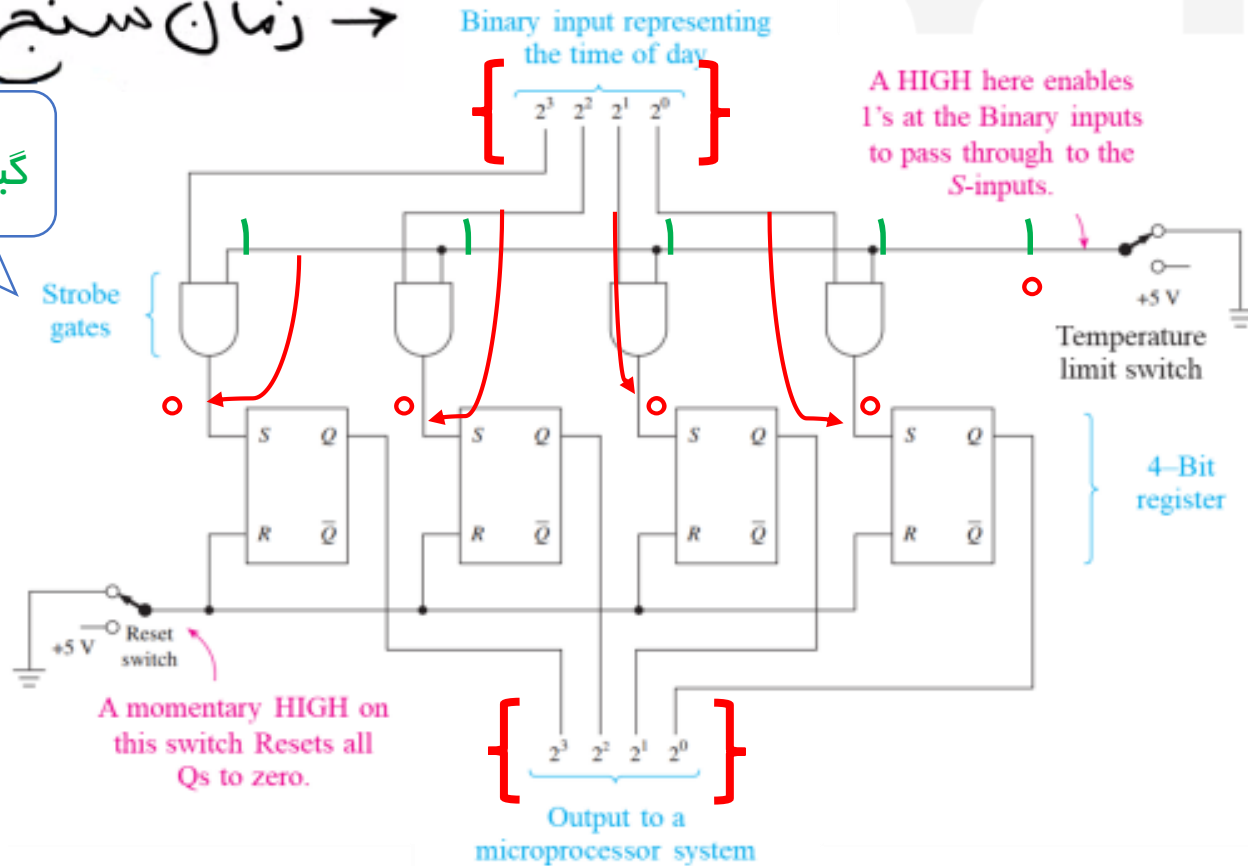 زمان سنج →
Binary input representing
the time of day
2³ 2² 2¹ 2⁰
A HIGH here enables
1's at the Binary inputs
to pass through to the
S-inputs.
Strobe
gates
+5 V
Temperature
limit switch
S Q S Q S Q S Q
R Q̅ R Q̅ R Q̅ R Q̅
4–Bit
register
+5 V
Reset
switch
A momentary HIGH on
this switch Resets all
Qs to zero.
2³ 2² 2¹ 2⁰
Output to a
microprocessor system